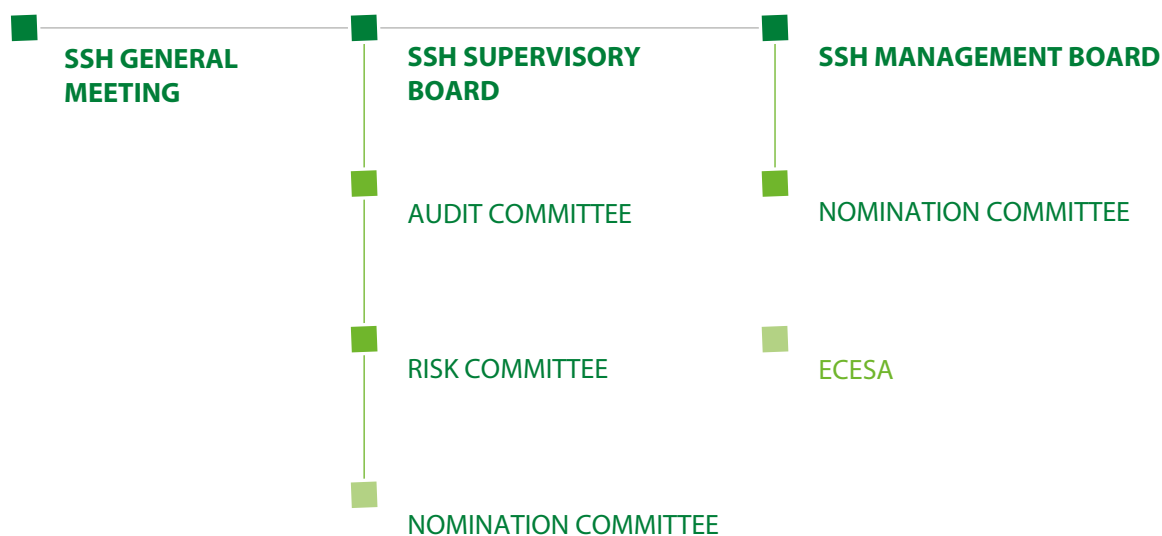 SSH GENERAL
MEETING
SSH SUPERVISORY
BOARD
AUDIT COMMITTEE
RISK COMMITTEE
NOMINATION COMMITTEE
SSH MANAGEMENT BOARD
NOMINATION COMMITTEE
ECESA